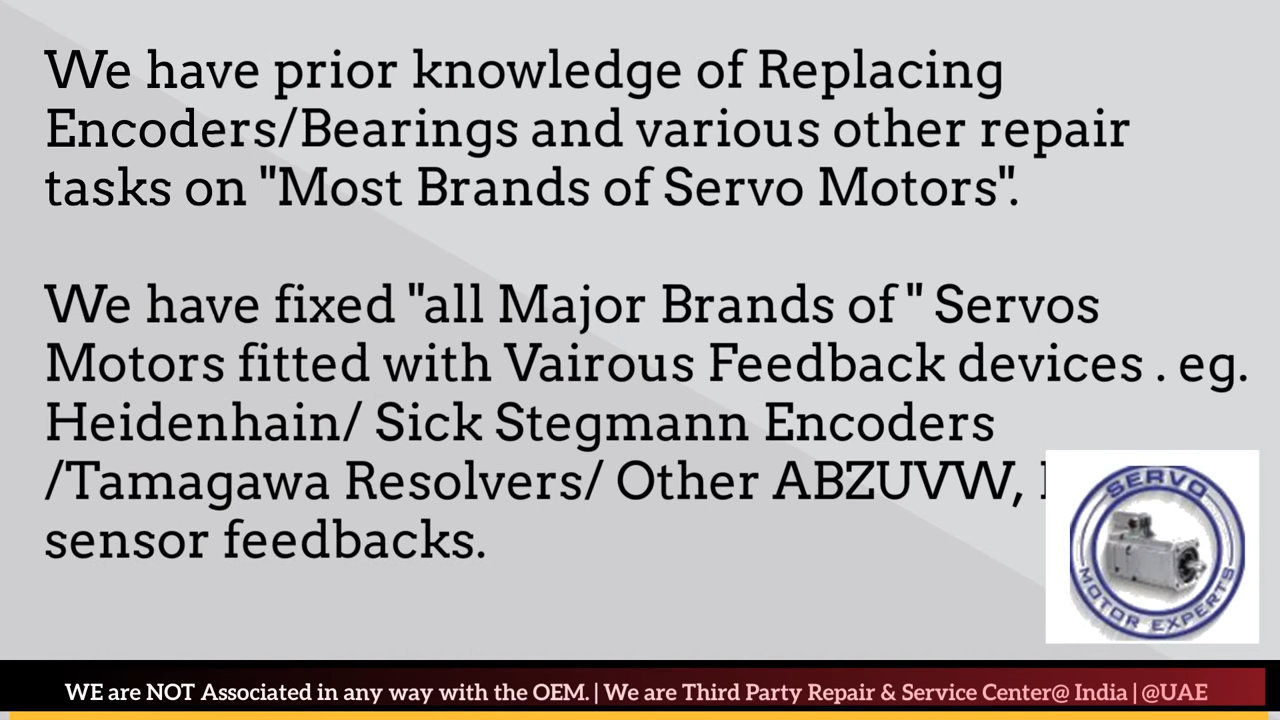 We have prior knowledge of Replacing
Encoders/Bearings and various other repair
tasks on "Most Brands of Servo Motors".
We have fixed "all Major Brands of " Servos
Motors fitted with Vairous Feedback devices . eg.
Heidenhain/ Sick Stegmann Encoders
/Tamagawa Resolvers/ Other ABZUVW,
sensor feedbacks.
SERVO
MOTOR EXPERTS
WE are NOT Associated in any way with the OEM. | We are Third Party Repair & Service Center@ India | @UAE